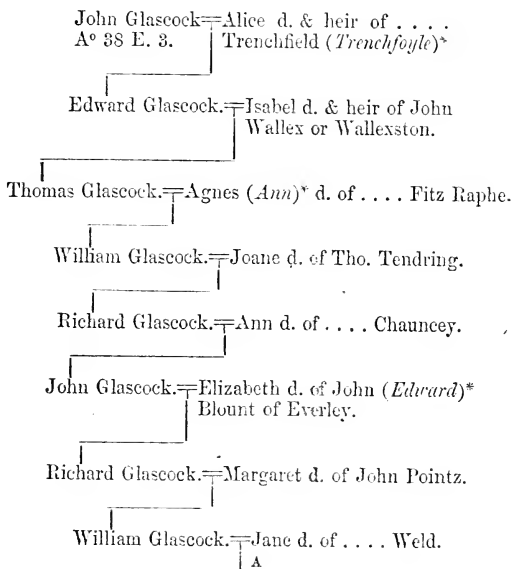 John Glascock=Alice d. & heir of . . . .
Aº 38 E. 3. Trenchfield (Trenchfoyle)*
Edward Glascock.=Isabel d. & heir of John
Wallex or Wallexston.
Thomas Glascock.=Agnes (Ann)* d. of . . . . Fitz Raphe.
William Glascock.=Joane d. of Tho. Tendring.
Richard Glascock.=Ann d. of . . . . Chauncey.
John Glascock.=Elizabeth d. of John (Edward)*
Blount of Everley.
Richard Glascock.=Margaret d. of John Pointz.
William Glascock.=Jane d. of . . . . Weld.
A